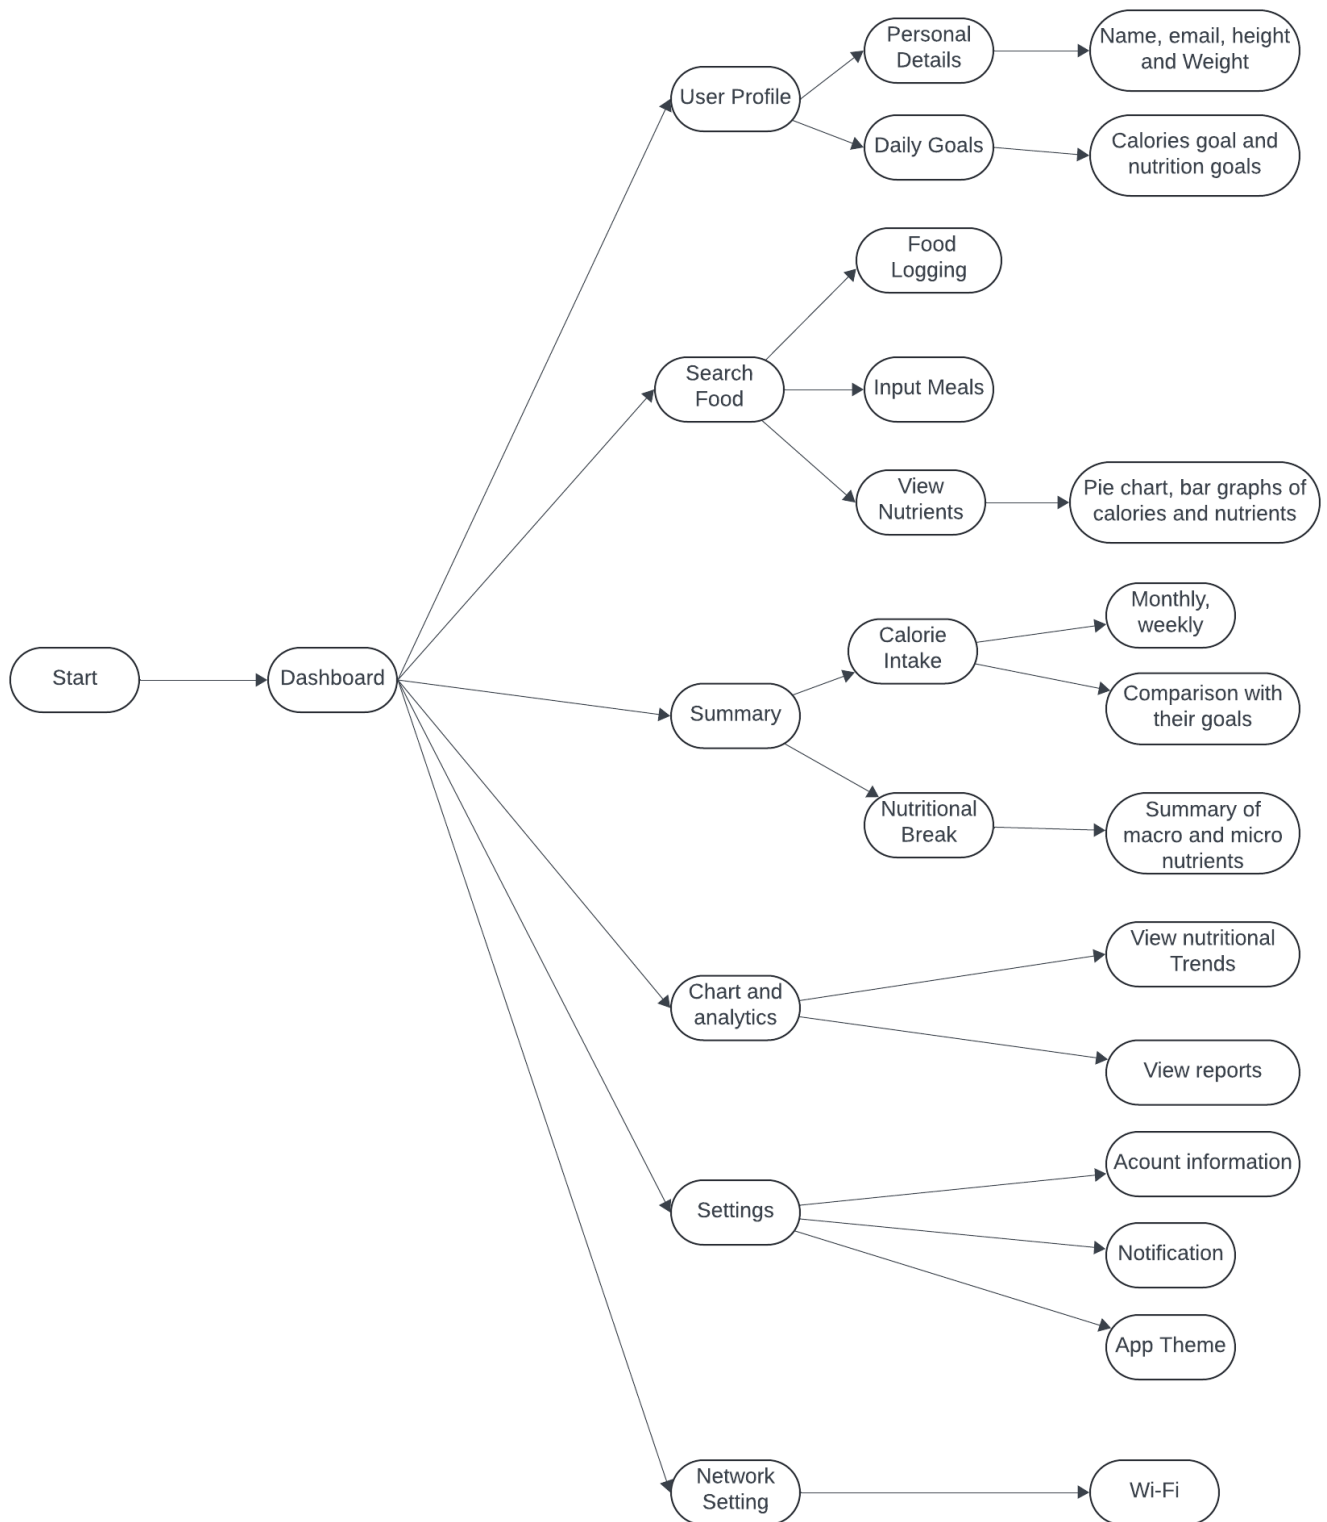 Start
Dashboard
User Profile
Personal
Details
Name, email, height
and Weight
Daily Goals
Calories goal and
nutrition goals
Search
Food
Food
Logging
Input Meals
View
Nutrients
Pie chart, bar graphs of
calories and nutrients
Summary
Calorie
Intake
Monthly,
weekly
Comparison with
their goals
Nutritional
Break
Summary of
macro and micro
nutrients
Chart and
analytics
View nutritional
Trends
View reports
Settings
Acount information
Notification
App Theme
Network
Setting
Wi-Fi